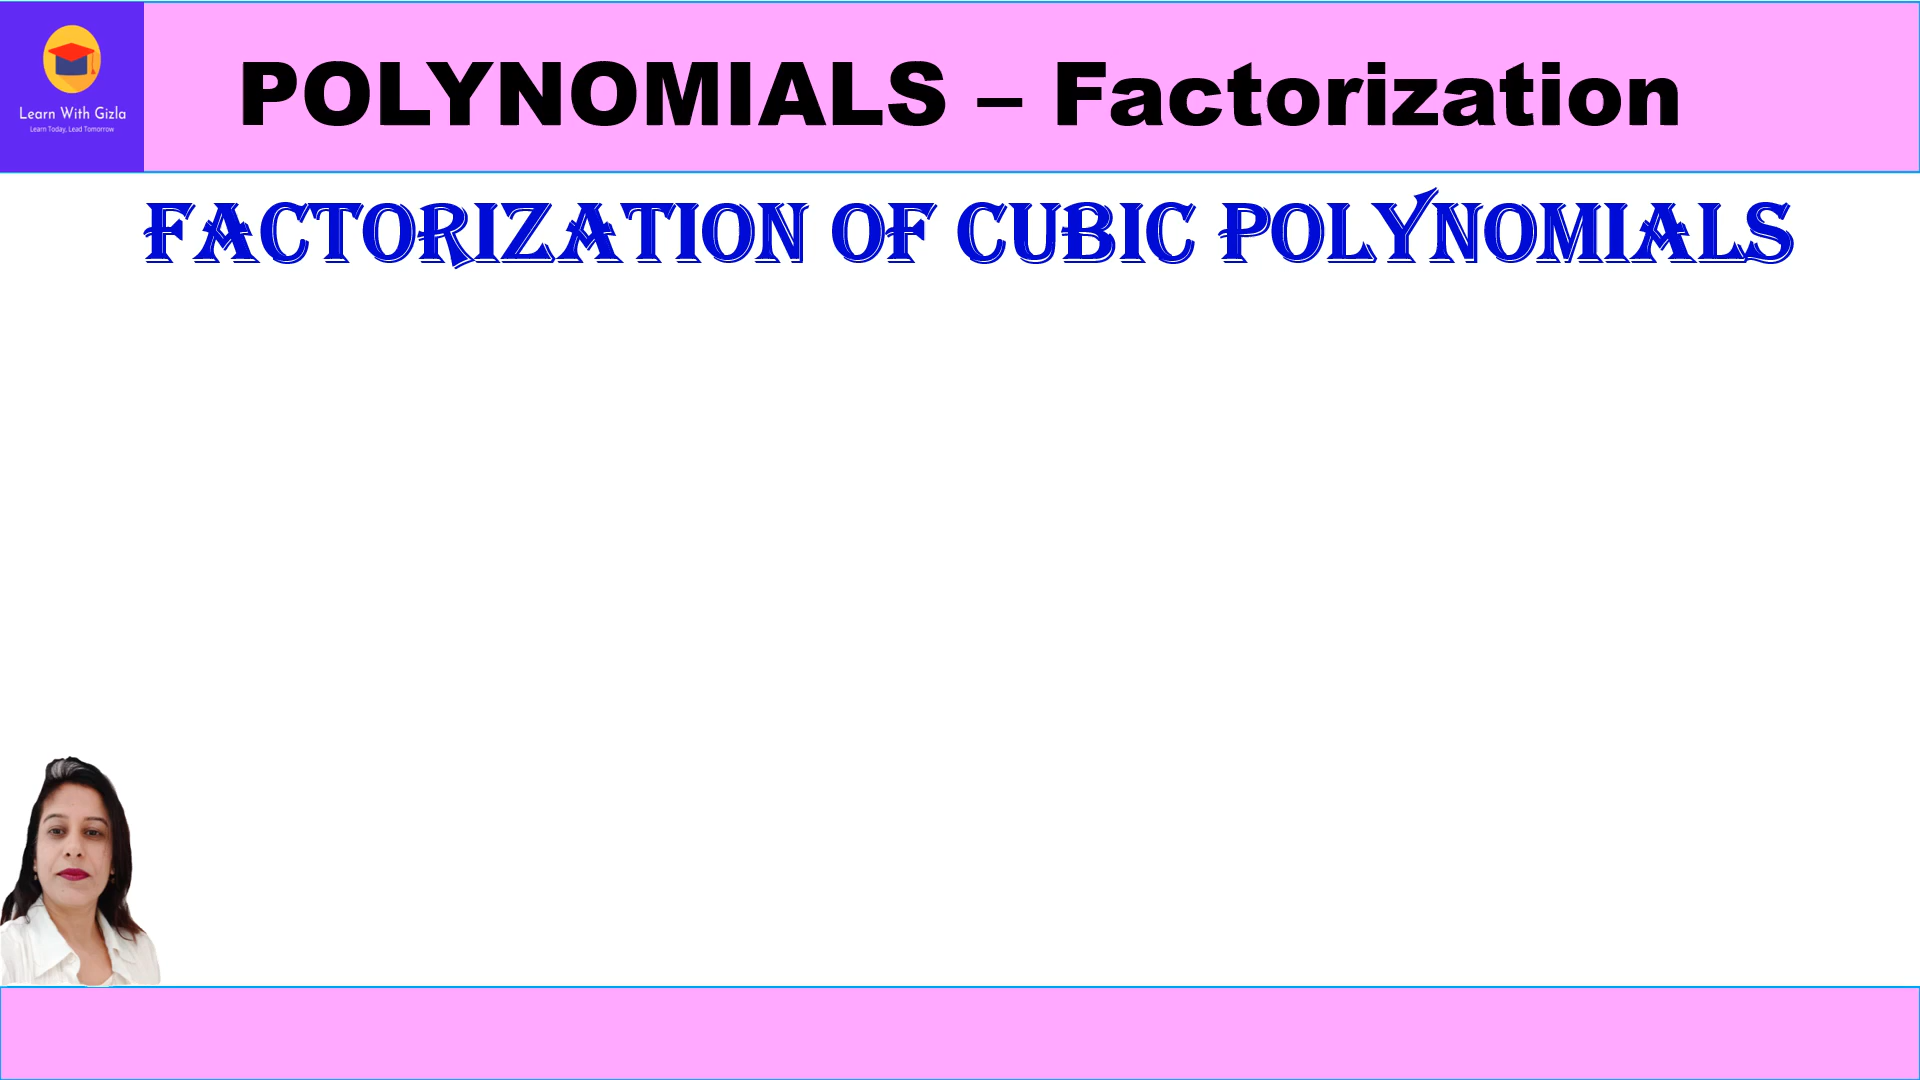 POLYNOMIALS – Factorization
Learn With Gizla
Learn Today, Lead Tomorrow
FACTORIZATION OF CUBIC POLYNOMIALS